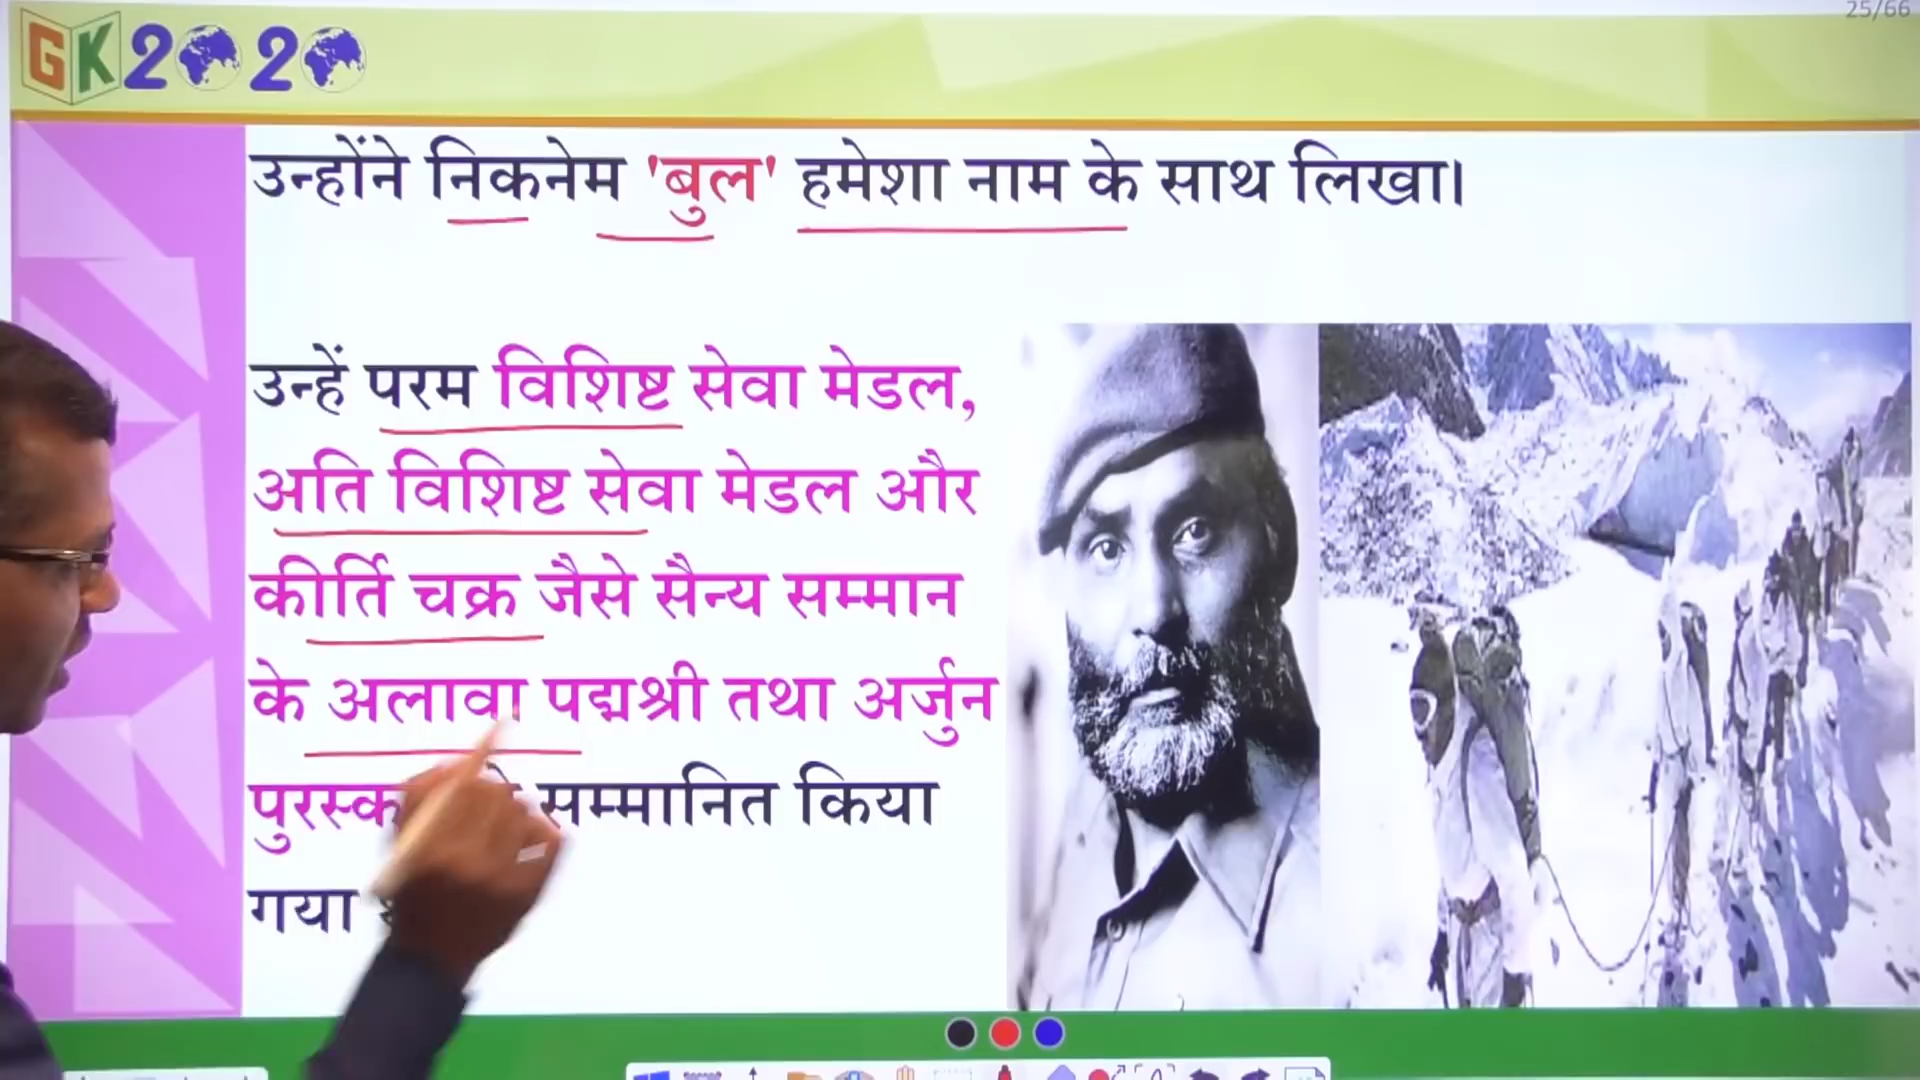 25/66
GK2020
उन्होंने निकनेम 'बुल' हमेशा नाम के साथ लिखा।
उन्हें परम विशिष्ट सेवा मेडल,
अति विशिष्ट सेवा मेडल और
कीर्ति चक्र जैसे सैन्य सम्मान
के अलावा पद्मश्री तथा अर्जुन
सम्मानित किया
गया